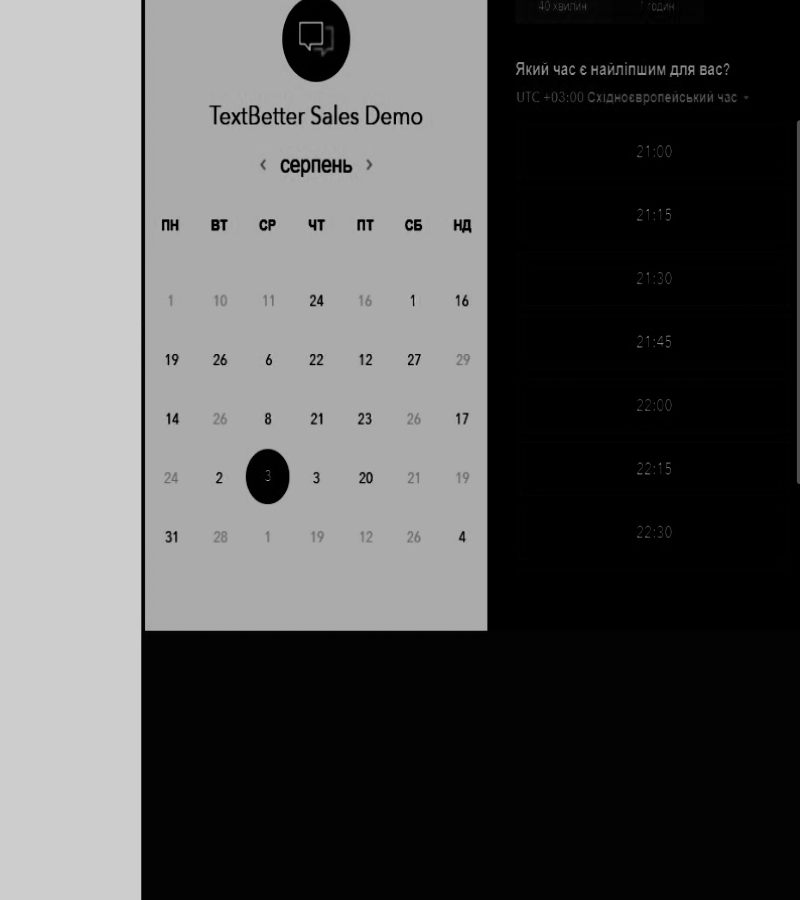 TextBetter Sales Demo
‹ серпень ›
ПН ВТ СР ЧТ ПТ СБ НД
1 10 11 24 16 1 16
19 26 6 22 12 27 29
14 26 8 21 23 26 17
24 2 3 3 20 21 19
31 28 1 19 12 26 4
40 хвилин 1 годин
Який час є найліпшим для вас?
UTC +03:00 Східноєвропейський час
21:00
21:15
21:30
21:45
22:00
22:15
22:30